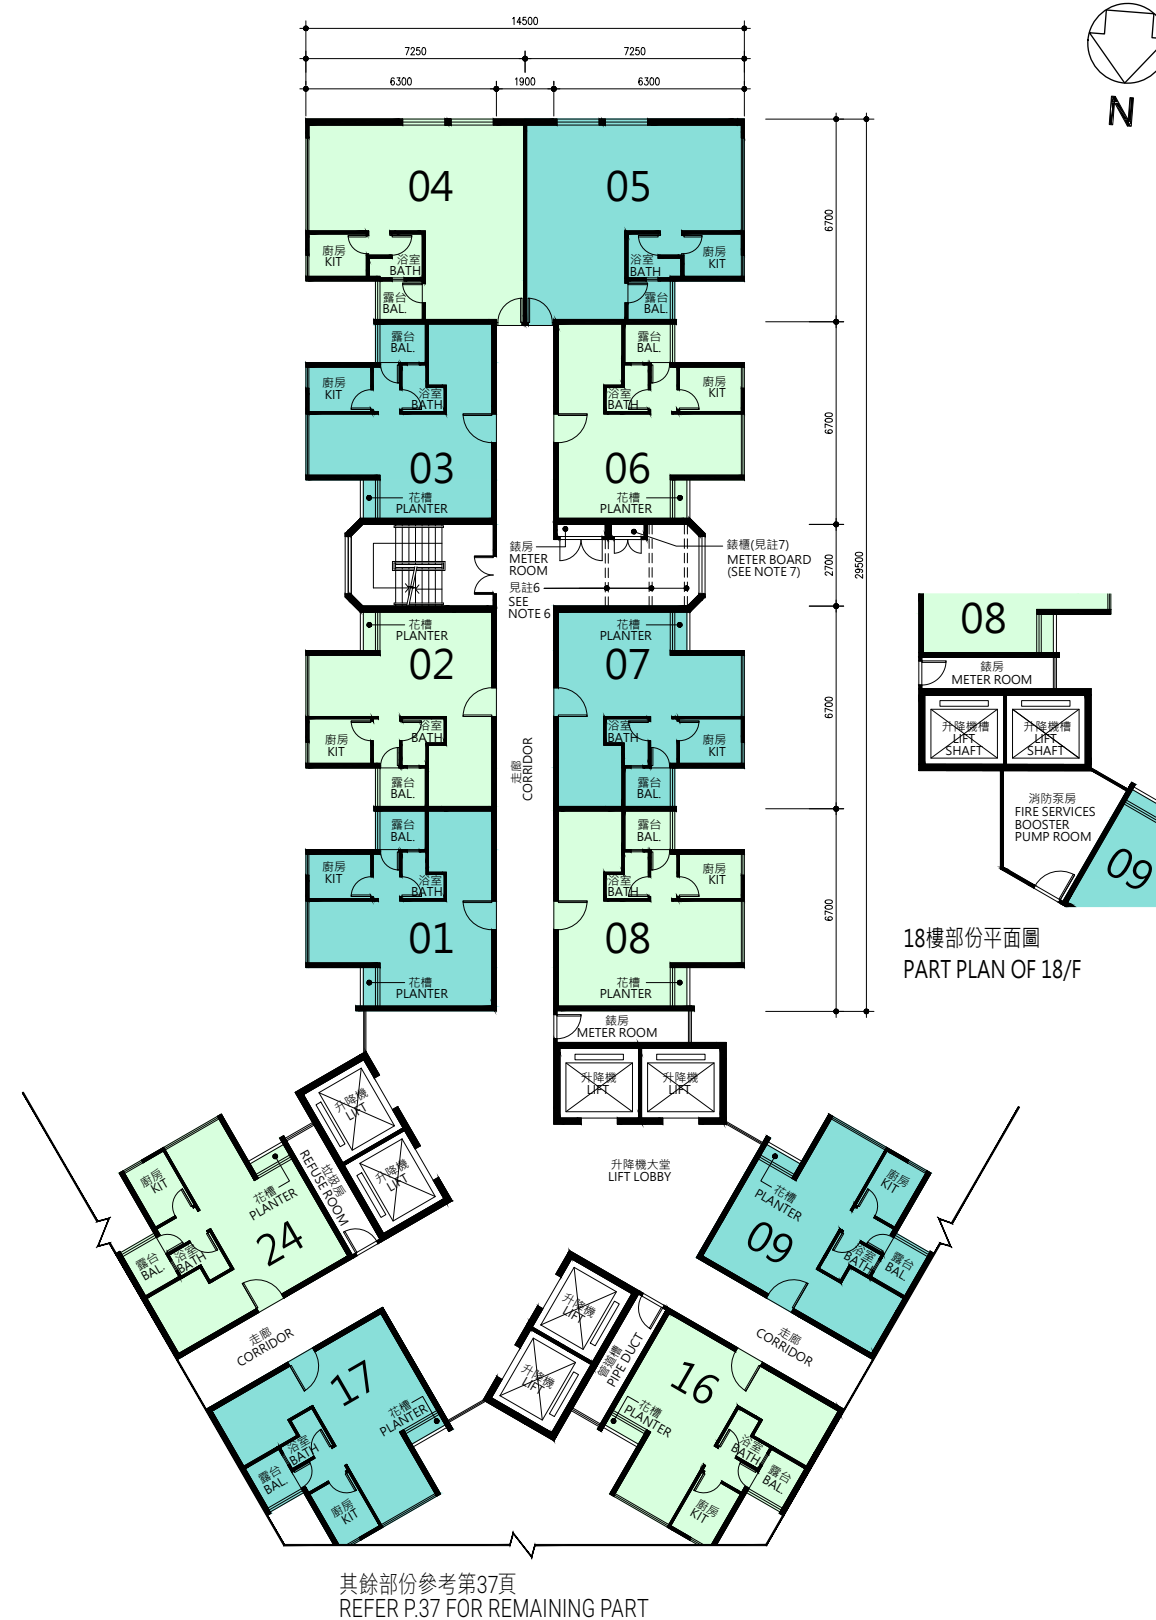 14500
7250
7250
6300
1900
6300
N
04
05
廚房
KIT
浴室
BATH
露台
BAL.
浴室
BATH
廚房
KIT
露台
BAL.
6700
露台
BAL.
廚房
KIT
浴室
BATH
03
花槽
PLANTER
露台
BAL.
浴室
BATH
廚房
KIT
06
花槽
PLANTER
6700
錶房
METER
ROOM
見註6
SEE
NOTE 6
錶櫃(見註7)
METER BOARD
(SEE NOTE 7)
2700
29500
花槽
PLANTER
02
浴室
BATH
廚房
KIT
露台
BAL.
花槽
PLANTER
07
浴室
BATH
廚房
KIT
露台
BAL.
6700
走廊
CORRIDOR
露台
BAL.
廚房
KIT
浴室
BATH
01
花槽
PLANTER
露台
BAL.
浴室
BATH
廚房
KIT
08
花槽
PLANTER
6700
08
錶房
METER ROOM
升降機槽
LIFT
SHAFT
升降機槽
LIFT
SHAFT
消防泵房
FIRE SERVICES
BOOSTER
PUMP ROOM
09
18樓部份平面圖
PART PLAN OF 18/F
錶房
METER ROOM
升降機
LIFT
升降機
LIFT
升降機
LIFT
升降機
LIFT
垃圾房
REFUSE ROOM
升降機大堂
LIFT LOBBY
廚房
KIT
花槽
PLANTER
24
露台
BAL.
浴室
BATH
走廊
CORRIDOR
花槽
PLANTER
廚房
KIT
09
浴室
BATH
露台
BAL.
走廊
CORRIDOR
升降機
LIFT
升降機
LIFT
管道槽
PIPE DUCT
17
花槽
PLANTER
浴室
BATH
露台
BAL.
廚房
KIT
16
花槽
PLANTER
浴室
BATH
露台
BAL.
廚房
KIT
其餘部份參考第37頁
REFER P.37 FOR REMAINING PART